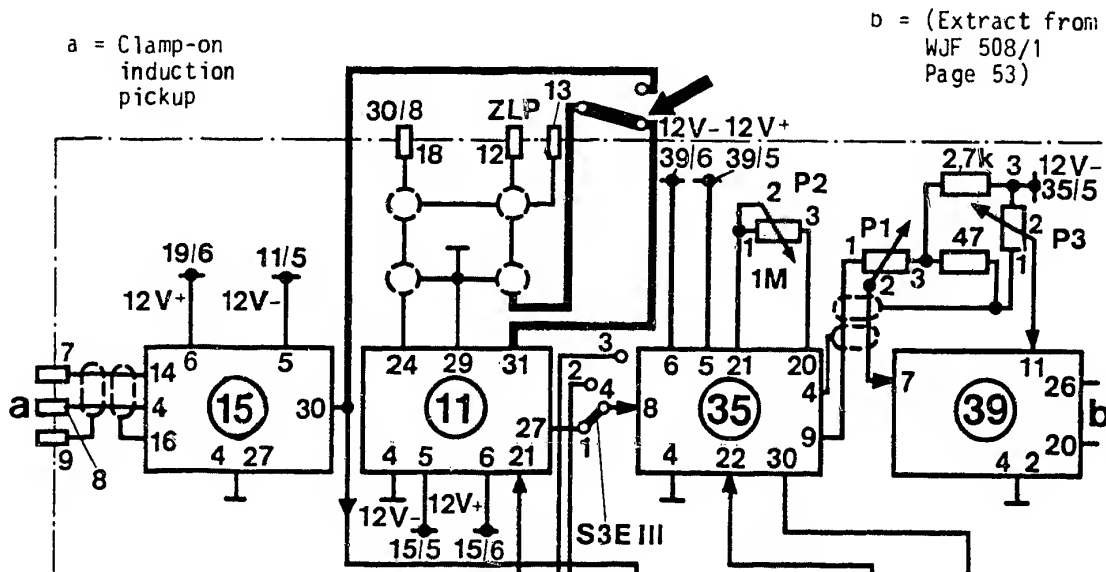 a = Clamp-on
induction
pickup
b = (Extract from
WJF 508/1
Page 53)
30/8 ZLP 13
18 12
12V- 12V+
39/6 39/5
2,7k 3 12V-
35/5
2 P2
1 3
1M
P1 47 2 P3
1 3 1
2
19/6 11/5
12V+ 12V-
7 6 5 24 29 31 3 6 5 21 20
14 2 4 4 7 11 26
a 4 15 30 11 27 8 35 39 b
16 1 9 20
9 8 4 27 4 5 6 21 4 22 30 4 2
12V- 12V+
15/5 15/6
S3E III